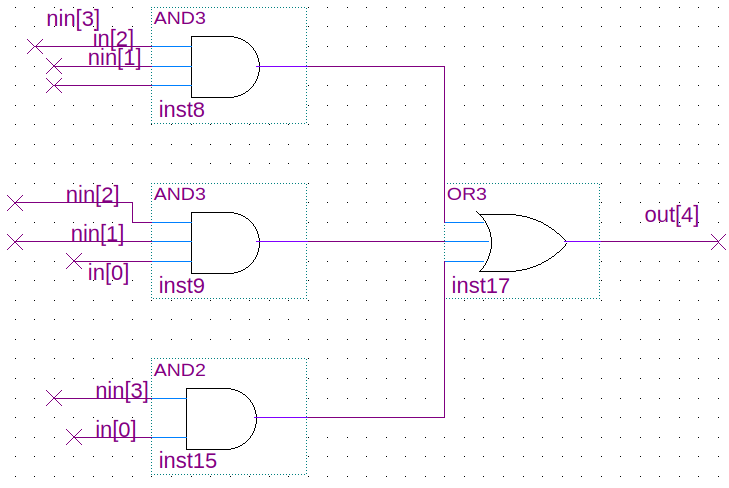 nin[3]
AND3
in[2]
nin[1]
inst8
nin[2]
AND3
OR3
nin[1]
out[4]
in[0]
inst9
inst17
AND2
nin[3]
in[0]
inst15